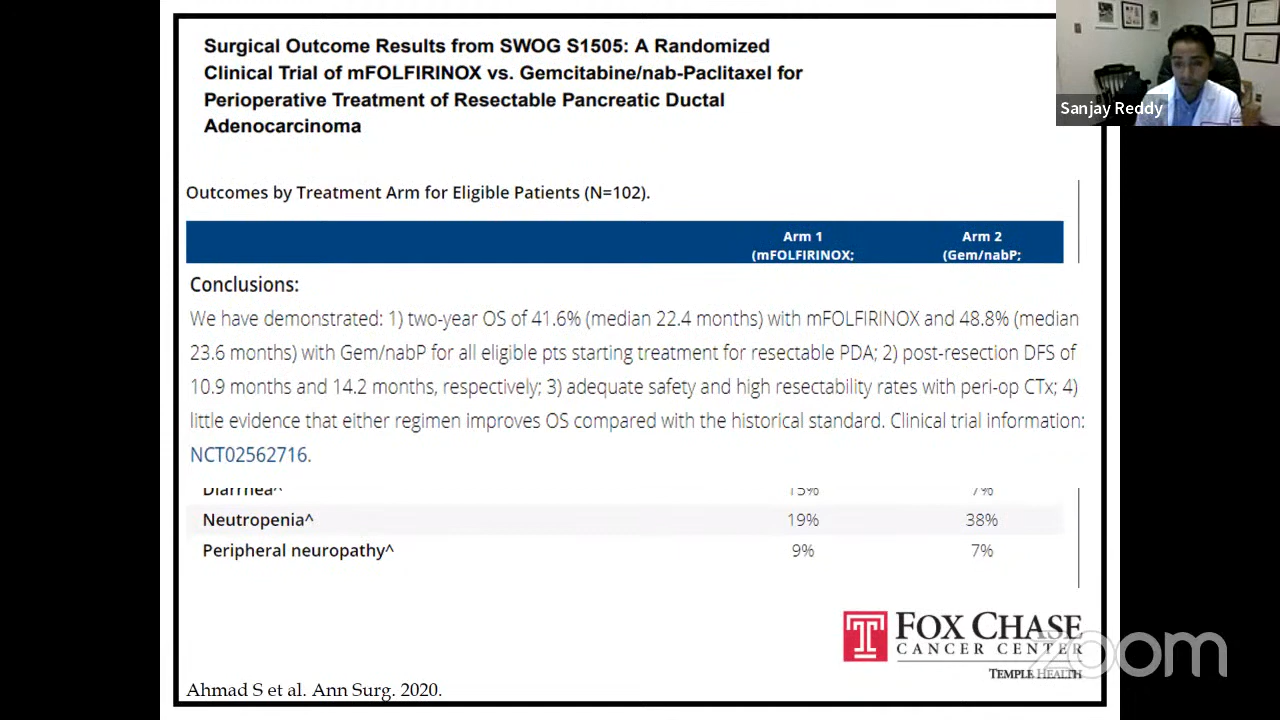 Surgical Outcome Results from SWOG S1505: A Randomized
Clinical Trial of mFOLFIRINOX vs. Gemcitabine/nab-Paclitaxel for
Perioperative Treatment of Resectable Pancreatic Ductal
Adenocarcinoma
Sanjay Reddy
Outcomes by Treatment Arm for Eligible Patients (N=102).
Arm 1 Arm 2
(mFOLFIRINOX; (Gem/nabP;
Conclusions:
We have demonstrated: 1) two-year OS of 41.6% (median 22.4 months) with mFOLFIRINOX and 48.8% (median
23.6 months) with Gem/nabP for all eligible pts starting treatment for resectable PDA; 2) post-resection DFS of
10.9 months and 14.2 months, respectively; 3) adequate safety and high resectability rates with peri-op CTx; 4)
little evidence that either regimen improves OS compared with the historical standard. Clinical trial information:
NCT02562716.
Diarrhea^ 15% 7%
Neutropenia^ 19% 38%
Peripheral neuropathy^ 9% 7%
FOX CHASE
CANCER CENTER
TEMPLE HEALTH
zoom
Ahmad S et al. Ann Surg. 2020.